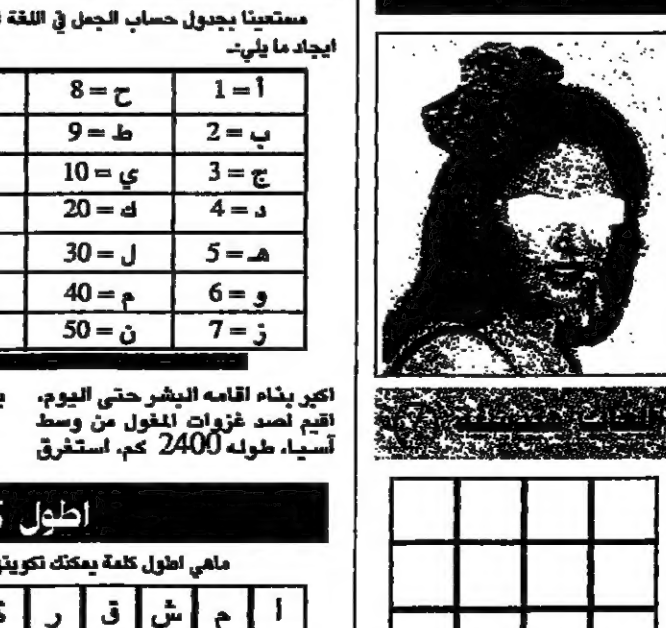 مستعينا بجدول حساب الجمل في اللغة
ايجاد ما يلي:ـ
أ = 1
ح = 8
ب = 2
ط = 9
ج = 3
ي = 10
د = 4
ك = 20
هـ = 5
ل = 30
و = 6
م = 40
ز = 7
ن = 50
اكبر بناء اقامه البشر حتى اليوم،
اقيم لصد غزوات المغول من وسط
آسيا، طوله 2400 كم، استغرق
اطول
ماهي اطول كلمة يمكنك
أ م ش ق ر